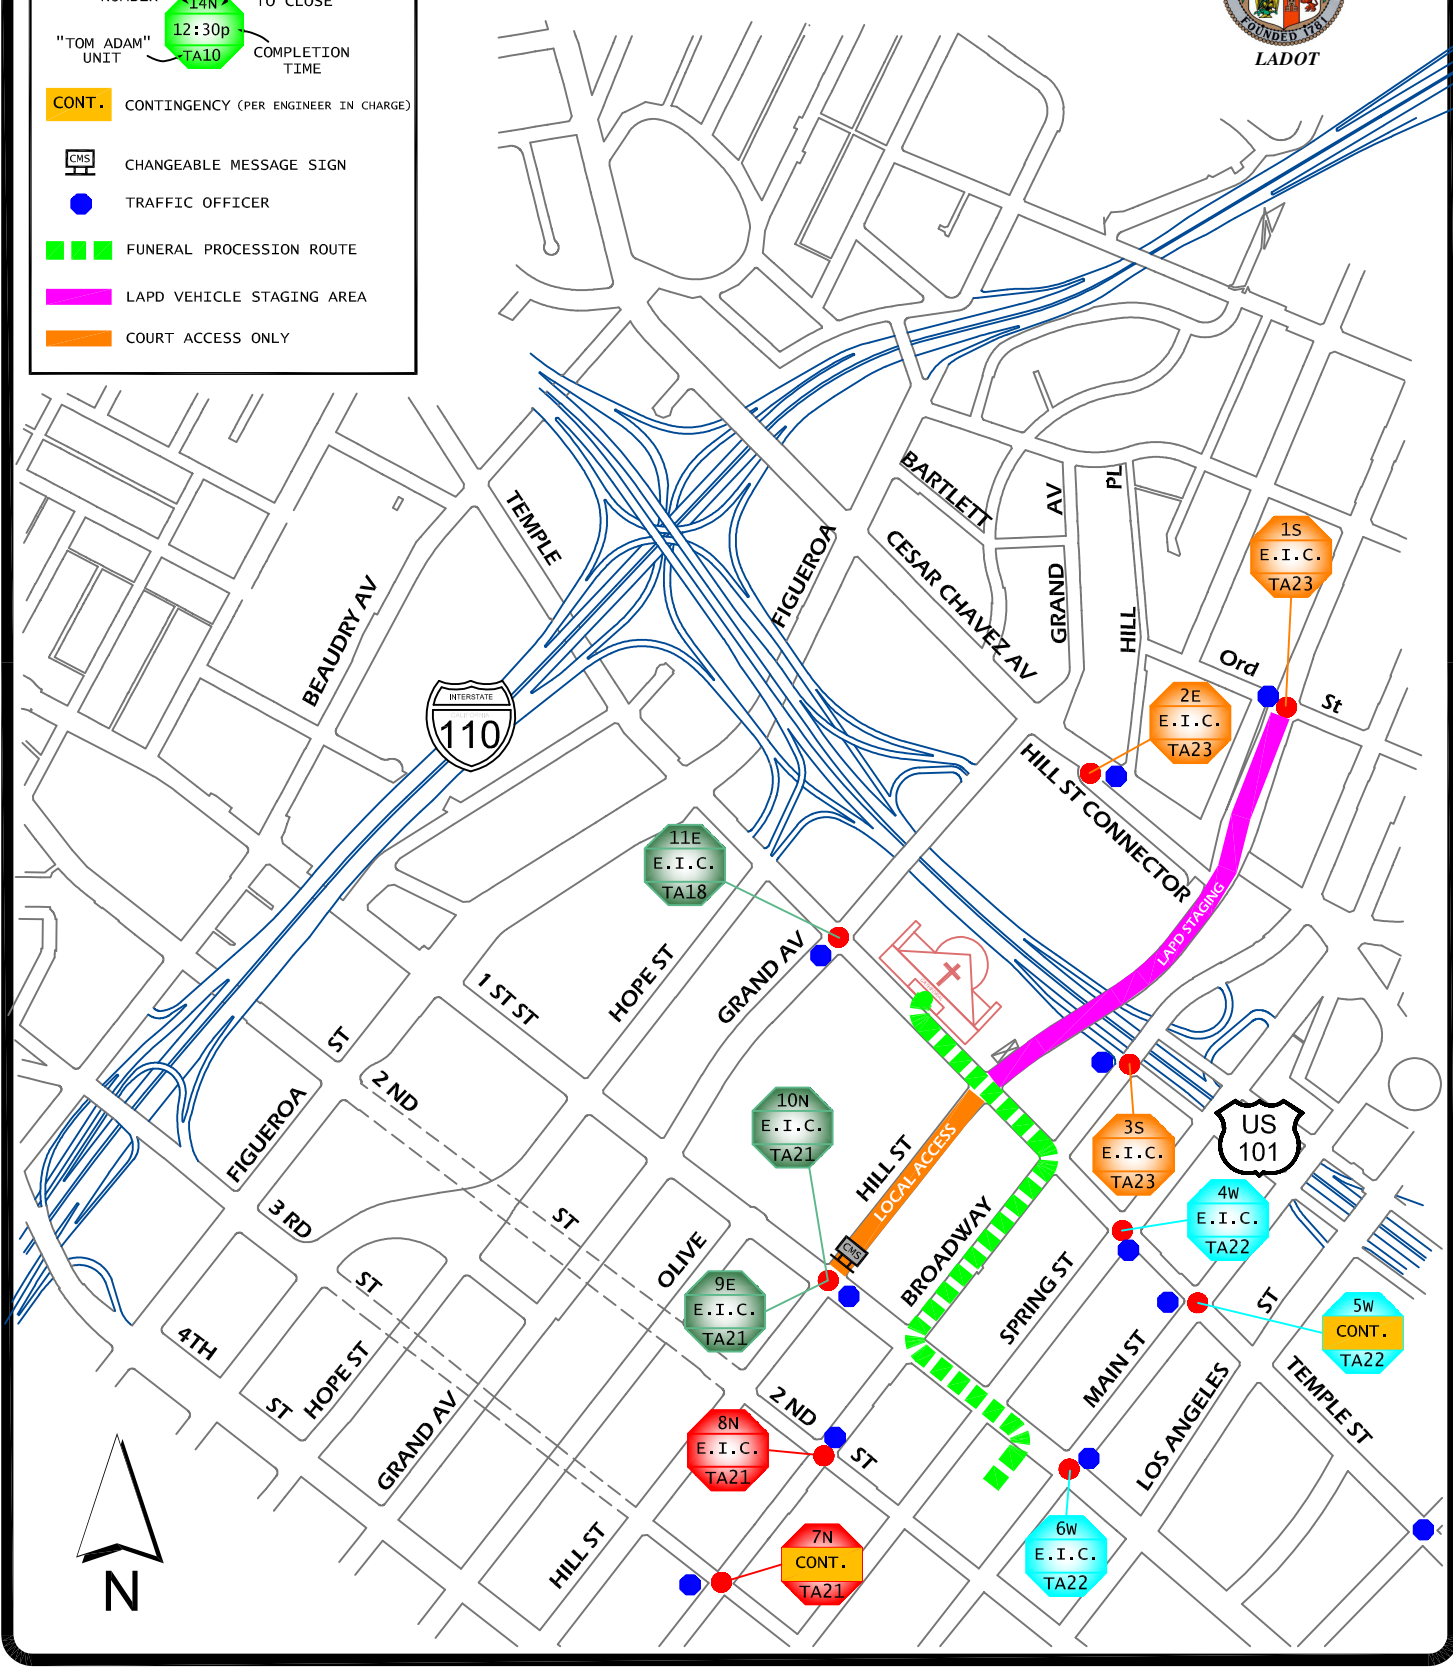 NUMBER
14N
TO CLOSE
12:30p
TA10
"TOM ADAM"
UNIT
COMPLETION
TIME
CONT.
CONTINGENCY (PER ENGINEER IN CHARGE)
CMS
CHANGEABLE MESSAGE SIGN
TRAFFIC OFFICER
FUNERAL PROCESSION ROUTE
LAPD VEHICLE STAGING AREA
COURT ACCESS ONLY
FOUNDED 1781
LADOT
BARTLETT
AV
PL
TEMPLE
FIGUEROA
CESAR CHAVEZ AV
GRAND
HILL
1S
E.I.C.
TA23
BEAUDRY AV
Ord
St
INTERSTATE
CALIFORNIA
110
2E
E.I.C.
TA23
HILL ST CONNECTOR
11E
E.I.C.
TA18
LAPD STAGING
GRAND AV
HOPE ST
1 ST ST
ST
2 ND
FIGUEROA
10N
E.I.C.
TA21
HILL ST
LOCAL ACCESS
3S
E.I.C.
TA23
US
101
4W
E.I.C.
TA22
3 RD
ST
ST
OLIVE
CMS
BROADWAY
SPRING ST
9E
E.I.C.
TA21
ST
5W
CONT.
TA22
4TH
ST
HOPE ST
GRAND AV
2 ND
ST
MAIN ST
LOS ANGELES
TEMPLE ST
8N
E.I.C.
TA21
HILL ST
7N
CONT.
TA21
6W
E.I.C.
TA22
N